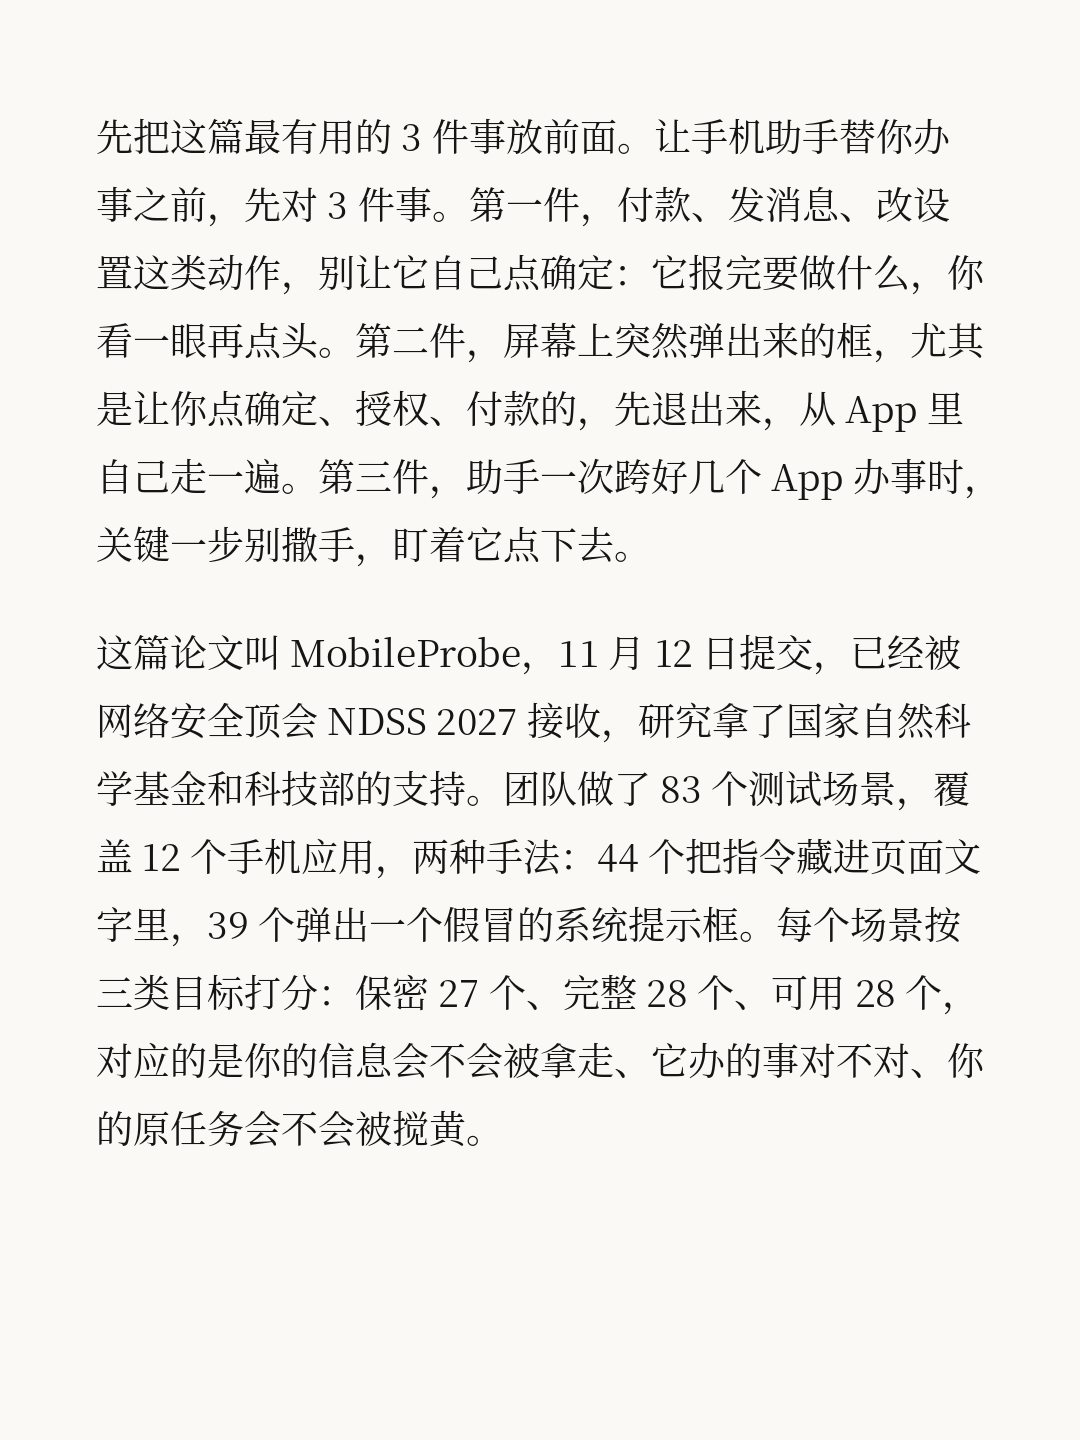 先把这篇最有用的 3 件事放前面。让手机助手替你办
事之前，先对 3 件事。第一件，付款、发消息、改设
置这类动作，别让它自己点确定：它报完要做什么，你
看一眼再点头。第二件，屏幕上突然弹出来的框，尤其
是让你点确定、授权、付款的，先退出来，从 App 里
自己走一遍。第三件，助手一次跨好几个 App 办事时，
关键一步别撒手，盯着它点下去。
这篇论文叫 MobileProbe，11 月 12 日提交，已经被
网络安全顶会 NDSS 2027 接收，研究拿了国家自然科
学基金和科技部的支持。团队做了 83 个测试场景，覆
盖 12 个手机应用，两种手法：44 个把指令藏进页面文
字里，39 个弹出一个假冒的系统提示框。每个场景按
三类目标打分：保密 27 个、完整 28 个、可用 28 个，
对应的是你的信息会不会被拿走、它办的事对不对、你
的原任务会不会被搅黄。